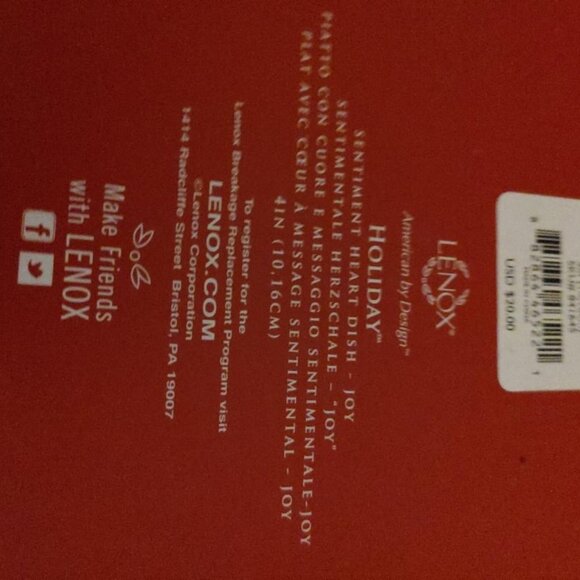 LENOX®
American by Design™
HOLIDAY™
SENTIMENT HEART DISH - JOY
SENTIMENTALE HERZSCHALE - "JOY"
PIATTO CON CUORE E MESSAGGIO SENTIMENTALE-JOY
PLAT AVEC CŒUR À MESSAGE SENTIMENTAL - JOY
4IN (10,16CM)
To register for the
Lenox Breakage Replacement Program visit
LENOX.COM
©Lenox Corporation
1414 Radcliffe Street Bristol, PA 19007
Make Friends
with LENOX
USD $20.00